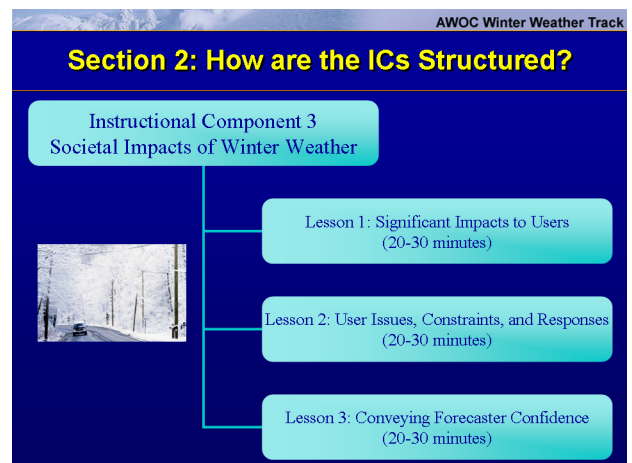 AWOC Winter Weather Track
Section 2: How are the ICs Structured?
Instructional Component 3
Societal Impacts of Winter Weather
Lesson 1: Significant Impacts to Users
(20-30 minutes)
Lesson 2: User Issues, Constraints, and Responses
(20-30 minutes)
Lesson 3: Conveying Forecaster Confidence
(20-30 minutes)